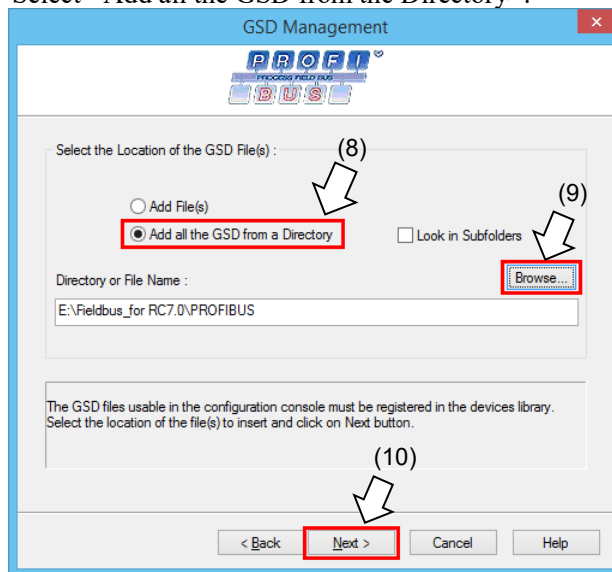 Select "Add all the GSD from the Directory".
GSD Management
PROFI®
PROCESS FIELD BUS
BUS
Select the Location of the GSD File(s) :
(8)
Add File(s)
(9)
Add all the GSD from a Directory
Look in Subfolders
Directory or File Name :
Browse...
E:\Fieldbus_for RC7.0\PROFIBUS
The GSD files usable in the configuration console must be registered in the devices library.
Select the location of the file(s) to insert and click on Next button.
(10)
< Back Next > Cancel Help